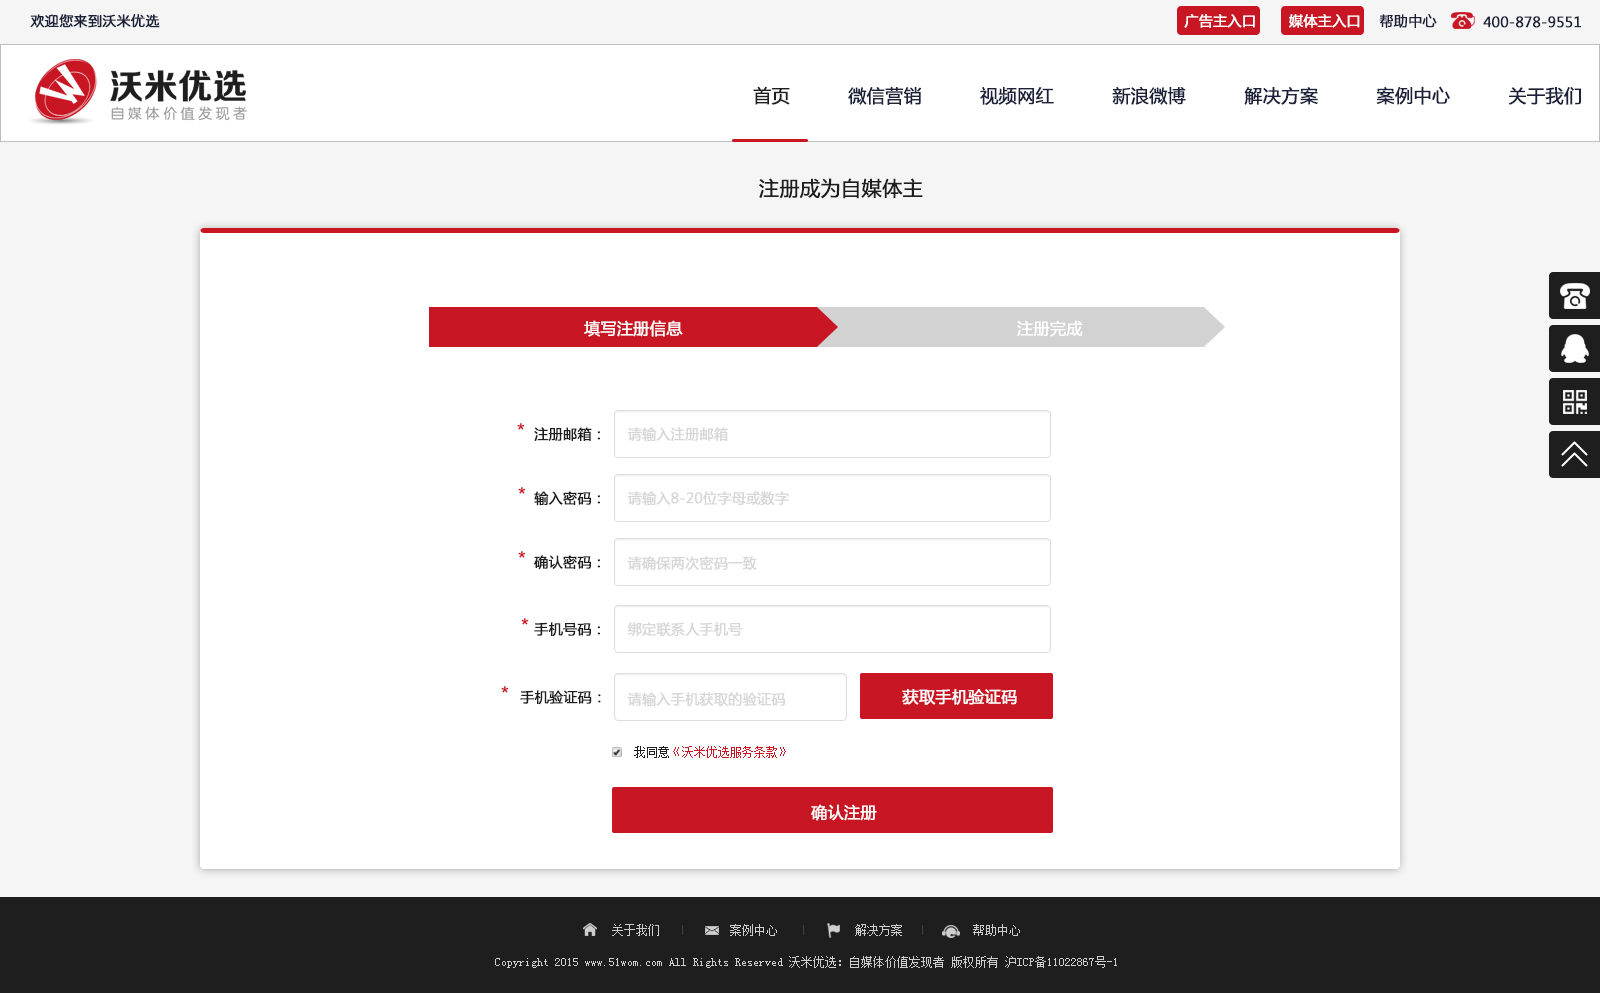 欢迎您来到沃米优选
广告主入口 媒体主入口 帮助中心 400-878-9551
沃米优选
自媒体价值发现者
首页 微信营销 视频网红 新浪微博 解决方案 案例中心 关于我们
注册成为自媒体主
填写注册信息 注册完成
* 注册邮箱： 请输入注册邮箱
* 输入密码： 请输入8-20位字母或数字
* 确认密码： 请确保两次密码一致
* 手机号码： 绑定联系人手机号
* 手机验证码： 请输入手机获取的验证码 获取手机验证码
我同意《沃米优选服务条款》
确认注册
关于我们 案例中心 解决方案 帮助中心
Copyright 2015 www.51wom.com All Rights Reserved 沃米优选：自媒体价值发现者 版权所有 沪ICP备11022867号-1